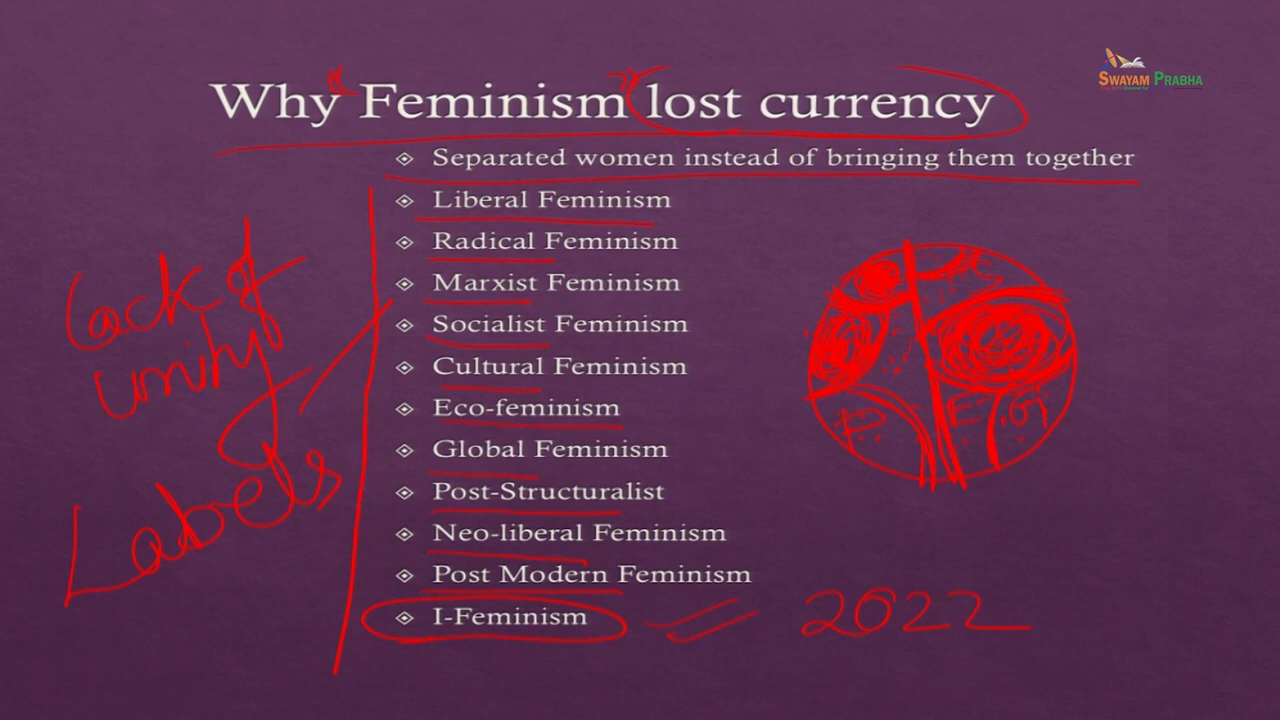 SWAYAM PRABHA
Why "Feminism" lost currency
Separated women instead of bringing them together
Liberal Feminism
Radical Feminism
Marxist Feminism
Socialist Feminism
Cultural Feminism
Eco-feminism
Global Feminism
Post-Structuralist
Neo-liberal Feminism
Post Modern Feminism
I-Feminism
Lack of
unity
Labels
P E G
2022